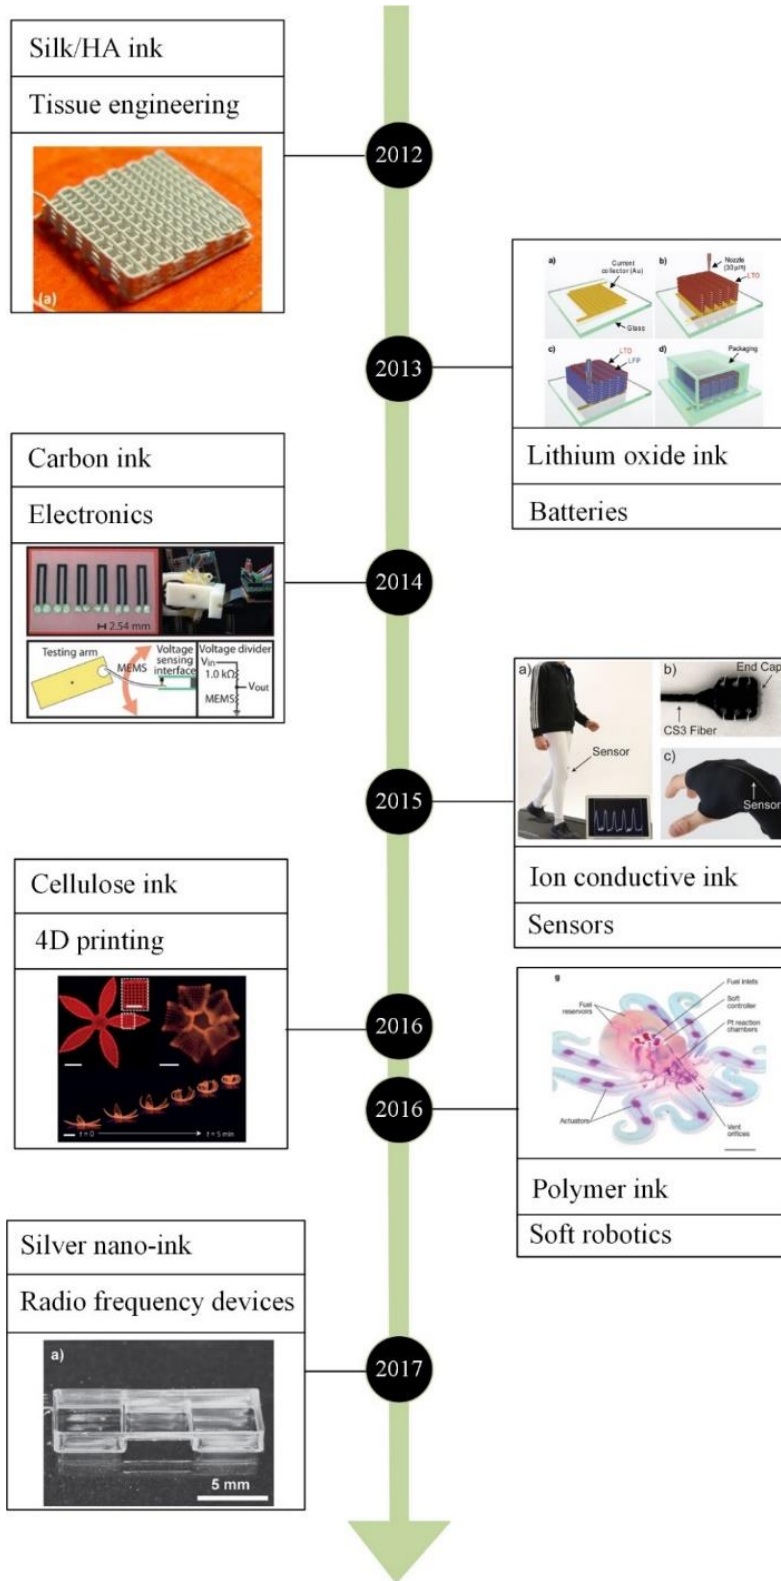 Silk/HA ink
Tissue engineering
(a)
2012
a)
Current
collector (Au)
Glass
b)
Nozzle
(30 μm)
LTO
c)
LTO
LFP
d)
Packaging
2013
Lithium oxide ink
Batteries
Carbon ink
Electronics
2.54 mm
Testing arm
MEMS
Voltage
sensing
interface
Voltage divider
Vin
1.0 kΩ
Vout
MEMS
2014
a)
Sensor
b)
End Cap
CS3 Fiber
c)
Sensor
2015
Ion conductive ink
Sensors
Cellulose ink
4D printing
t = 0
t = 5 min
2016
g
Fuel inlets
Soft
controller
Fuel
reservoirs
Pt reaction
chambers
Actuators
Vent
orifices
2016
Polymer ink
Soft robotics
Silver nano-ink
Radio frequency devices
a)
5 mm
2017